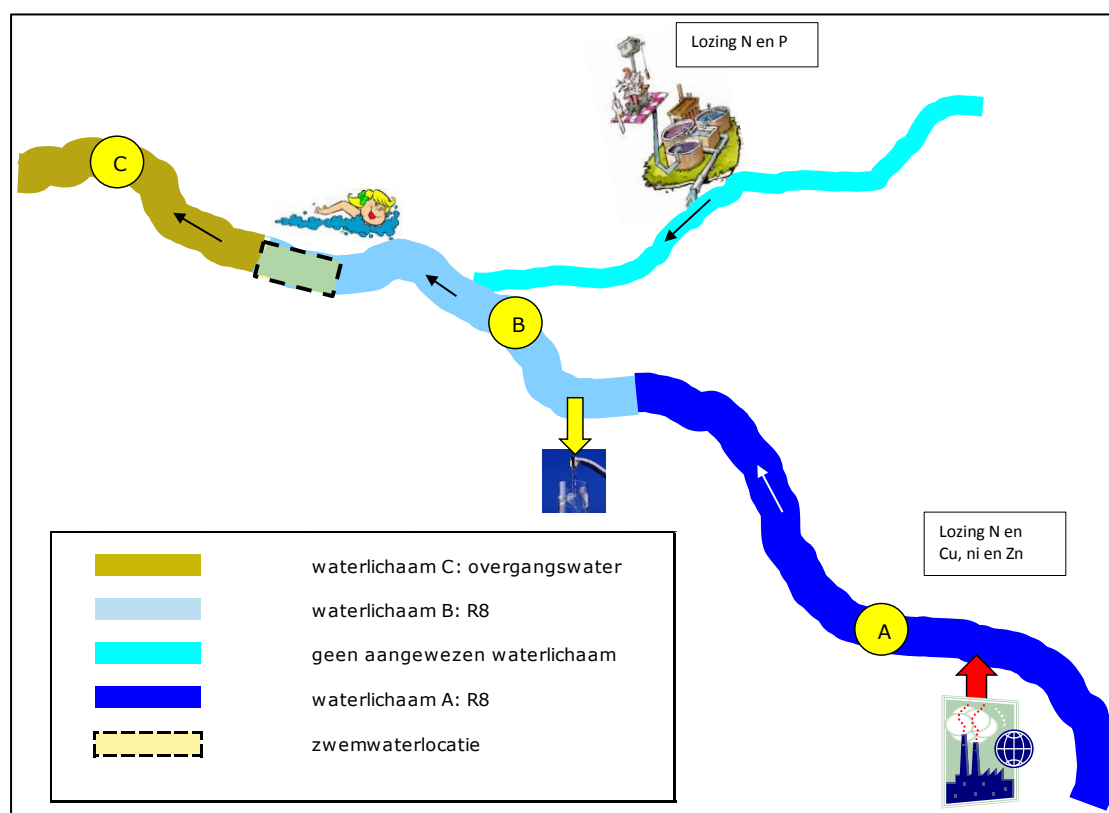 Lozing N en P
C
B
Lozing N en
Cu, ni en Zn
A
waterlichaam C: overgangswater
waterlichaam B: R8
geen aangewezen waterlichaam
waterlichaam A: R8
zwemwaterlocatie